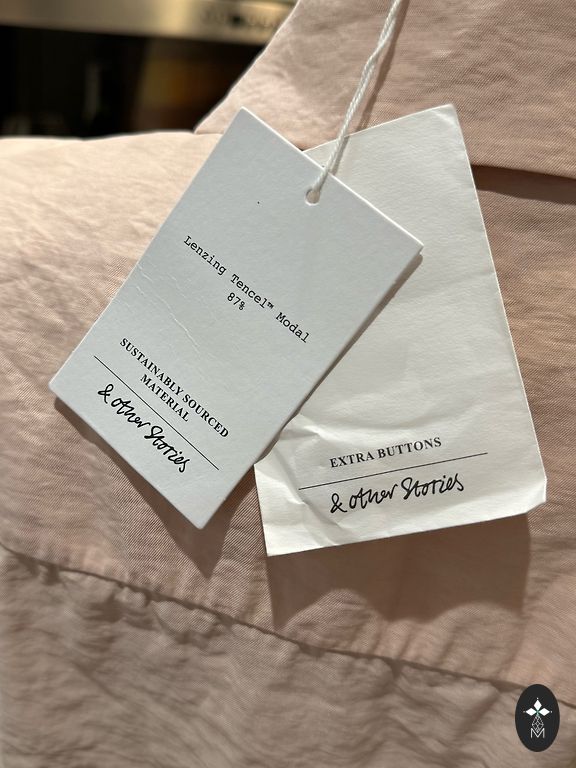 Lenzing Tencel™ Modal
87%
SUSTAINABLY SOURCED
MATERIAL
& other Stories
EXTRA BUTTONS
& other Stories
M